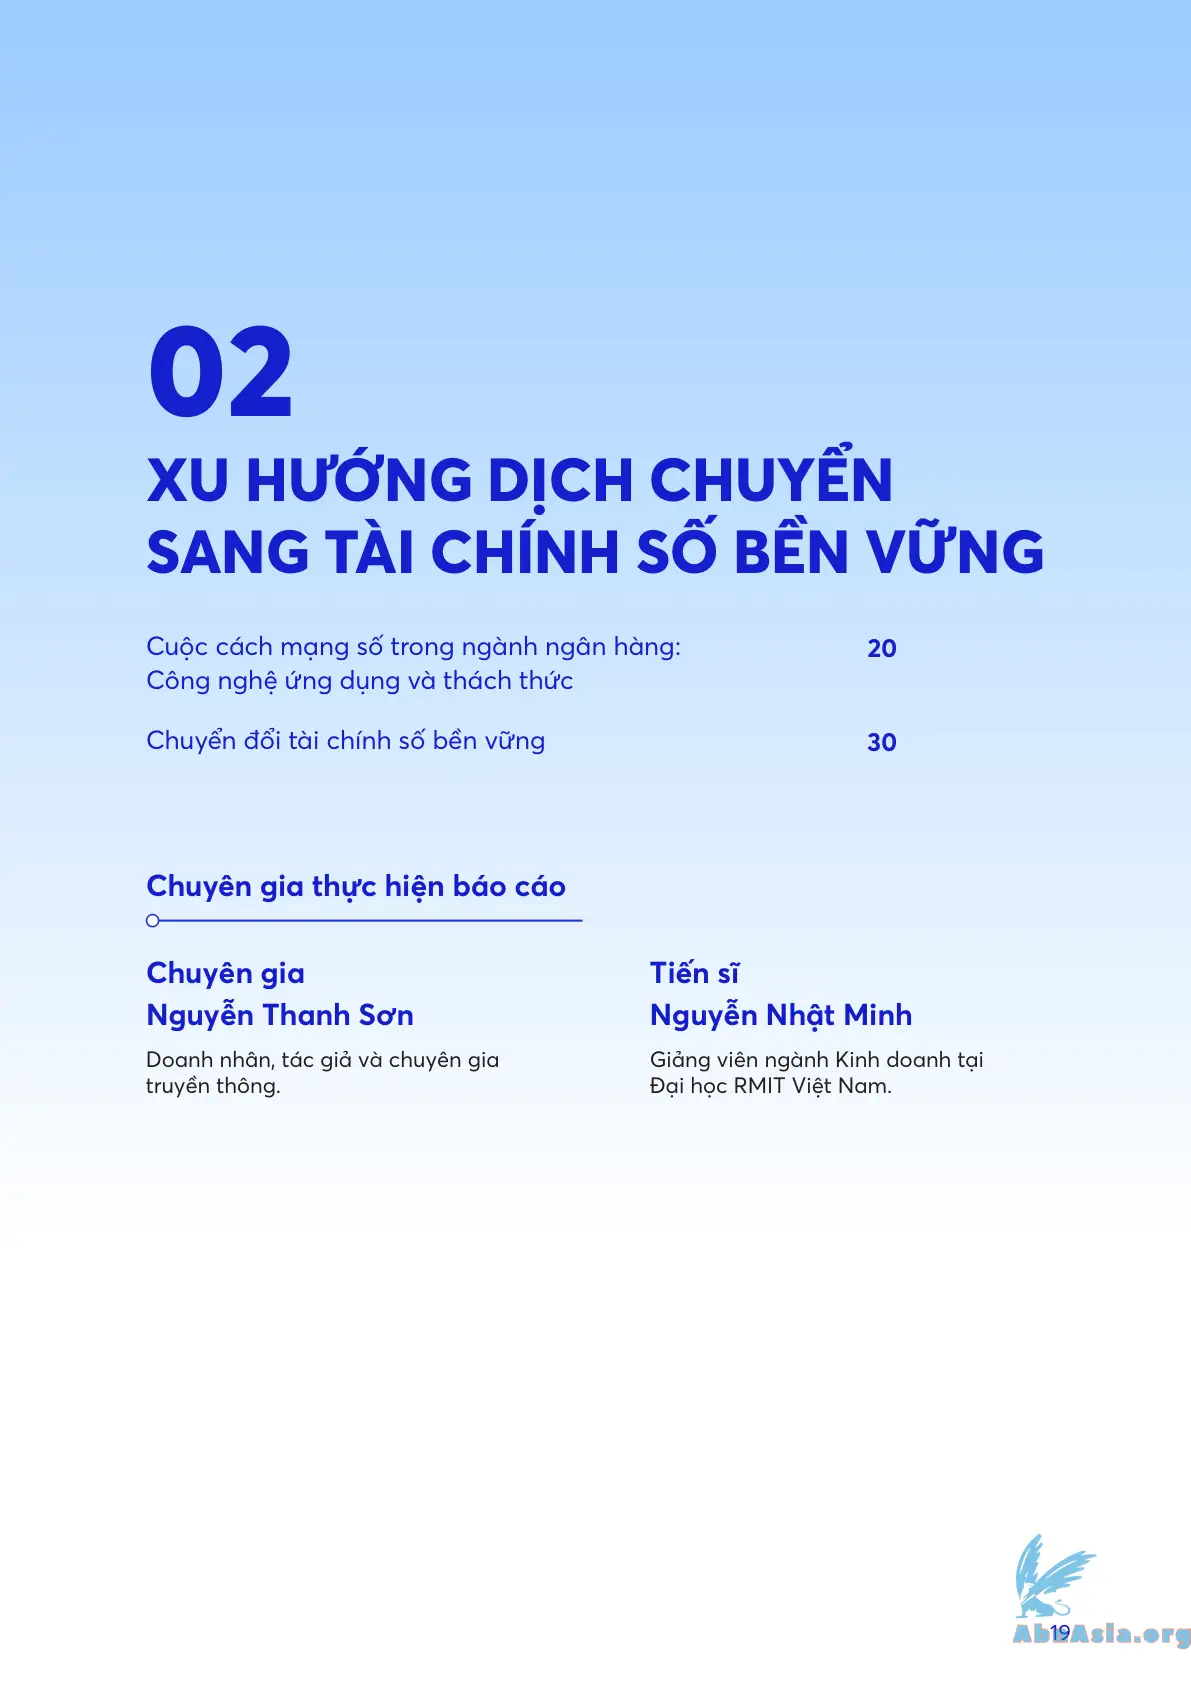 02
XU HƯỚNG DỊCH CHUYỂN
SANG TÀI CHÍNH SỐ BỀN VỮNG
Cuộc cách mạng số trong ngành ngân hàng: 20
Công nghệ ứng dụng và thách thức
Chuyển đổi tài chính số bền vững 30
Chuyên gia thực hiện báo cáo
Chuyên gia
Nguyễn Thanh Sơn
Doanh nhân, tác giả và chuyên gia
truyền thông.
Tiến sĩ
Nguyễn Nhật Minh
Giảng viên ngành Kinh doanh tại
Đại học RMIT Việt Nam.
19